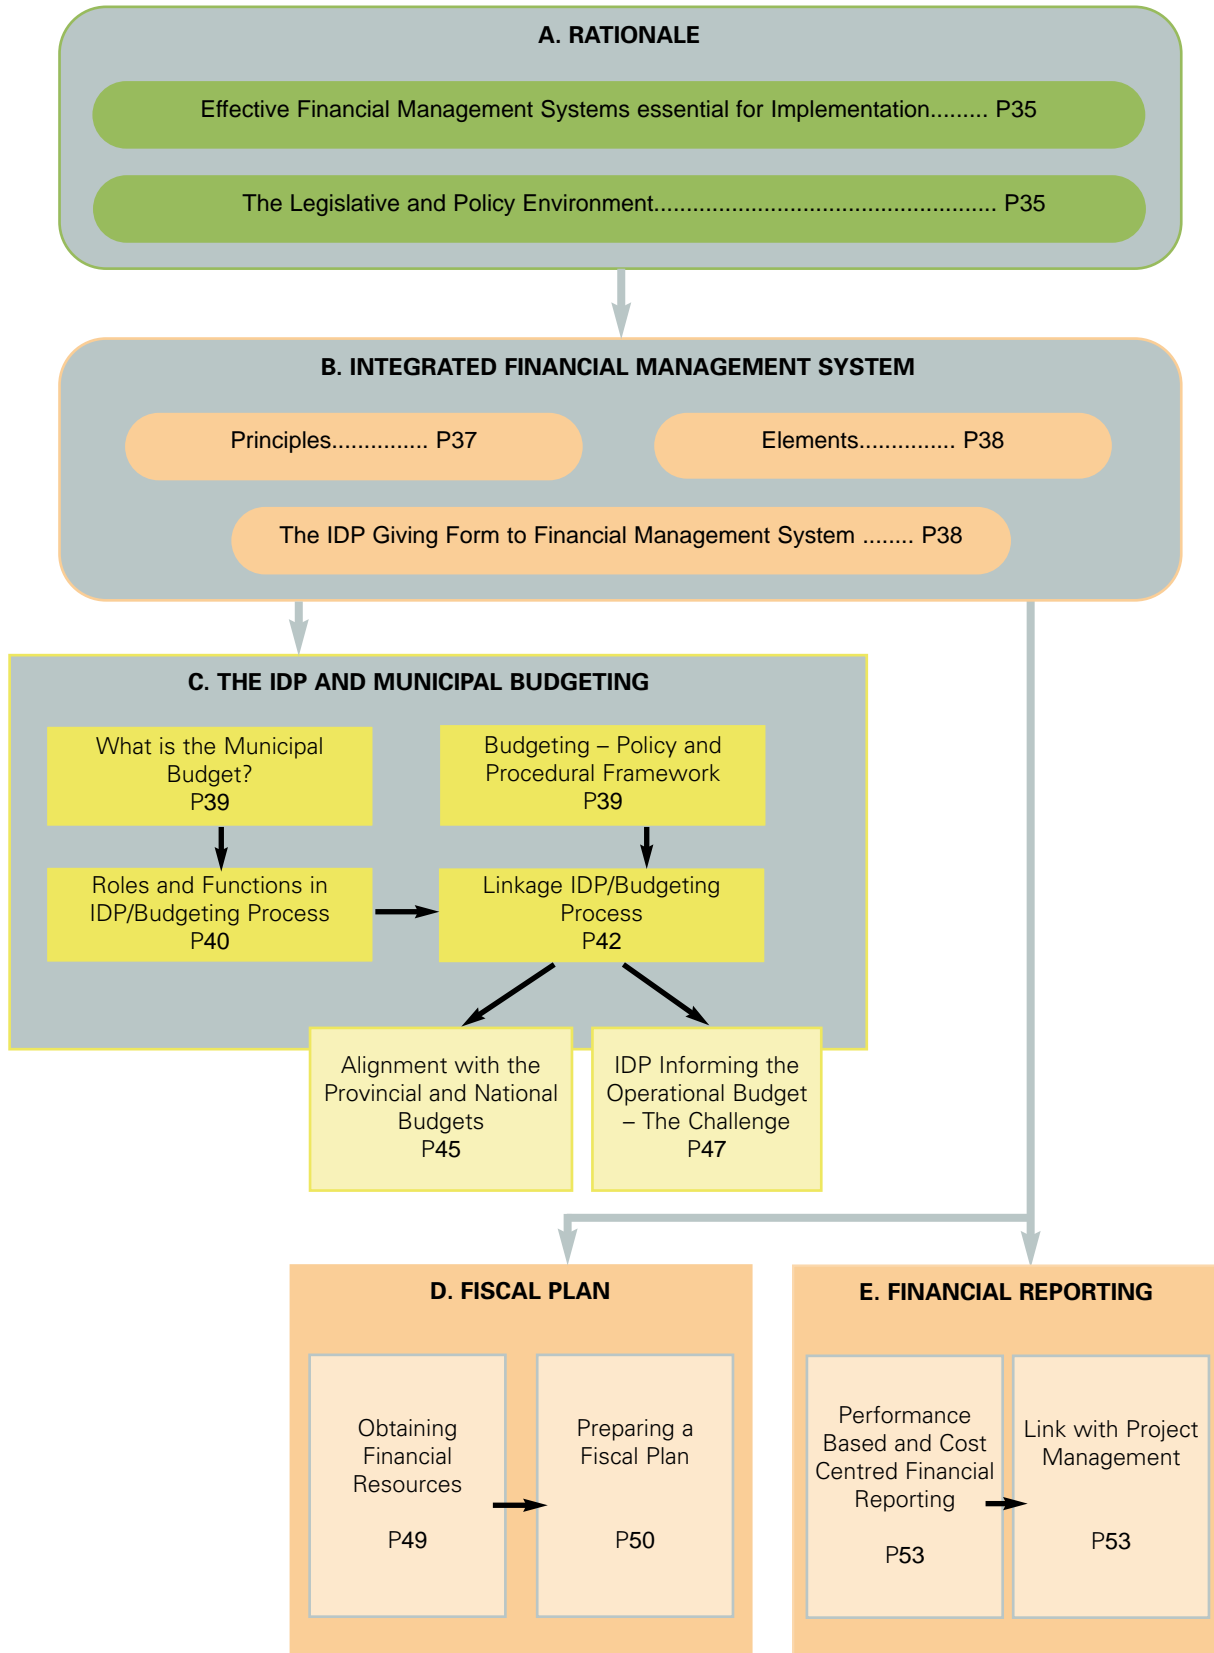 A. RATIONALE
Effective Financial Management Systems essential for Implementation......... P35
The Legislative and Policy Environment.................................................... P35
B. INTEGRATED FINANCIAL MANAGEMENT SYSTEM
Principles............... P37
Elements............... P38
The IDP Giving Form to Financial Management System ........ P38
C. THE IDP AND MUNICIPAL BUDGETING
What is the Municipal
Budget?
P39
Budgeting – Policy and
Procedural Framework
P39
Roles and Functions in
IDP/Budgeting Process
P40
Linkage IDP/Budgeting
Process
P42
Alignment with the
Provincial and National
Budgets
P45
IDP Informing the
Operational Budget
– The Challenge
P47
D. FISCAL PLAN
Obtaining
Financial
Resources
P49
Preparing a
Fiscal Plan
P50
E. FINANCIAL REPORTING
Performance
Based and Cost
Centred Financial
Reporting
P53
Link with Project
Management
P53